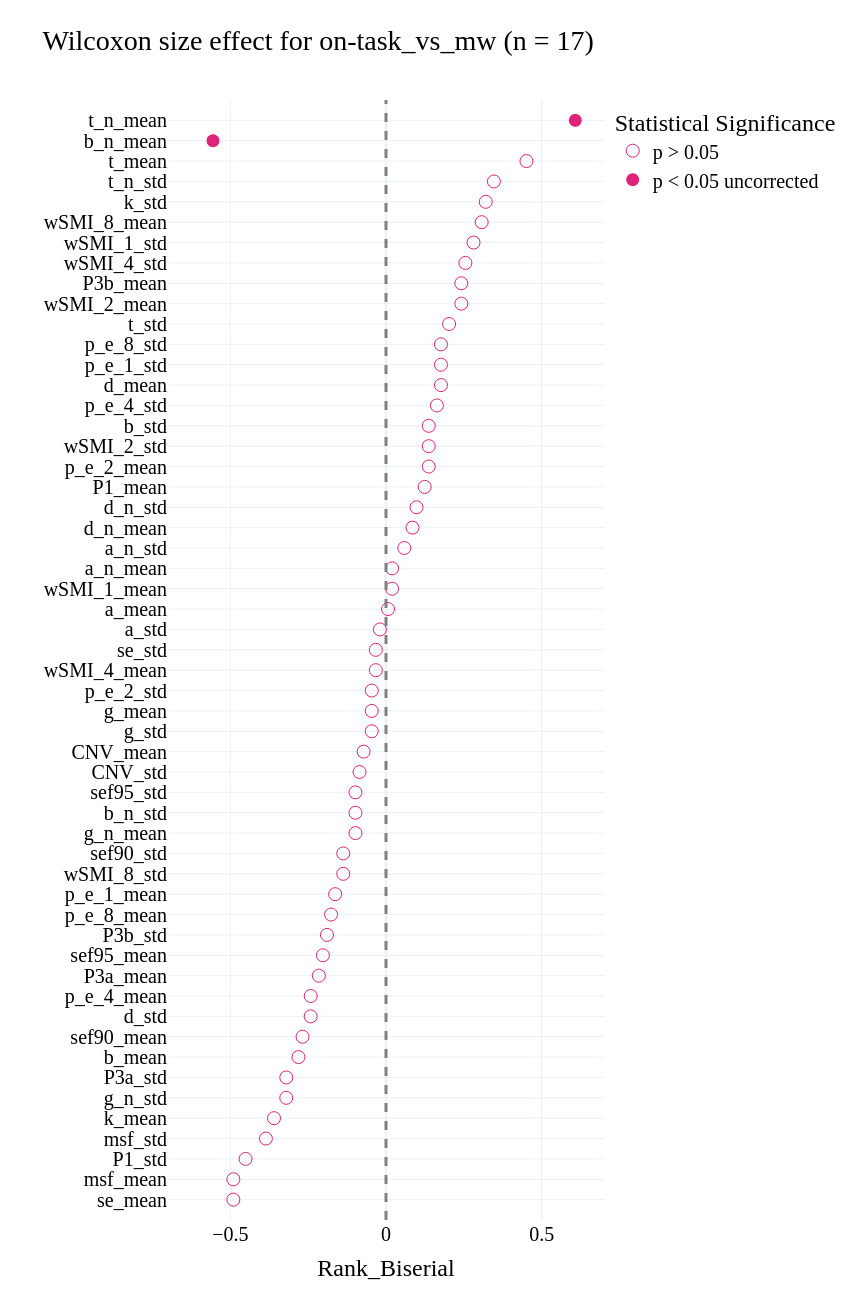 Wilcoxon size effect for on-task_vs_mw (n = 17)
Statistical Significance
p > 0.05
p < 0.05 uncorrected
t_n_mean
b_n_mean
t_mean
t_n_std
k_std
wSMI_8_mean
wSMI_1_std
wSMI_4_std
P3b_mean
wSMI_2_mean
t_std
p_e_8_std
p_e_1_std
d_mean
p_e_4_std
b_std
wSMI_2_std
p_e_2_mean
P1_mean
d_n_std
d_n_mean
a_n_std
a_n_mean
wSMI_1_mean
a_mean
a_std
se_std
wSMI_4_mean
p_e_2_std
g_mean
g_std
CNV_mean
CNV_std
sef95_std
b_n_std
g_n_mean
sef90_std
wSMI_8_std
p_e_1_mean
p_e_8_mean
P3b_std
sef95_mean
P3a_mean
p_e_4_mean
d_std
sef90_mean
b_mean
P3a_std
g_n_std
k_mean
msf_std
P1_std
msf_mean
se_mean
−0.5 0 0.5
Rank_Biserial